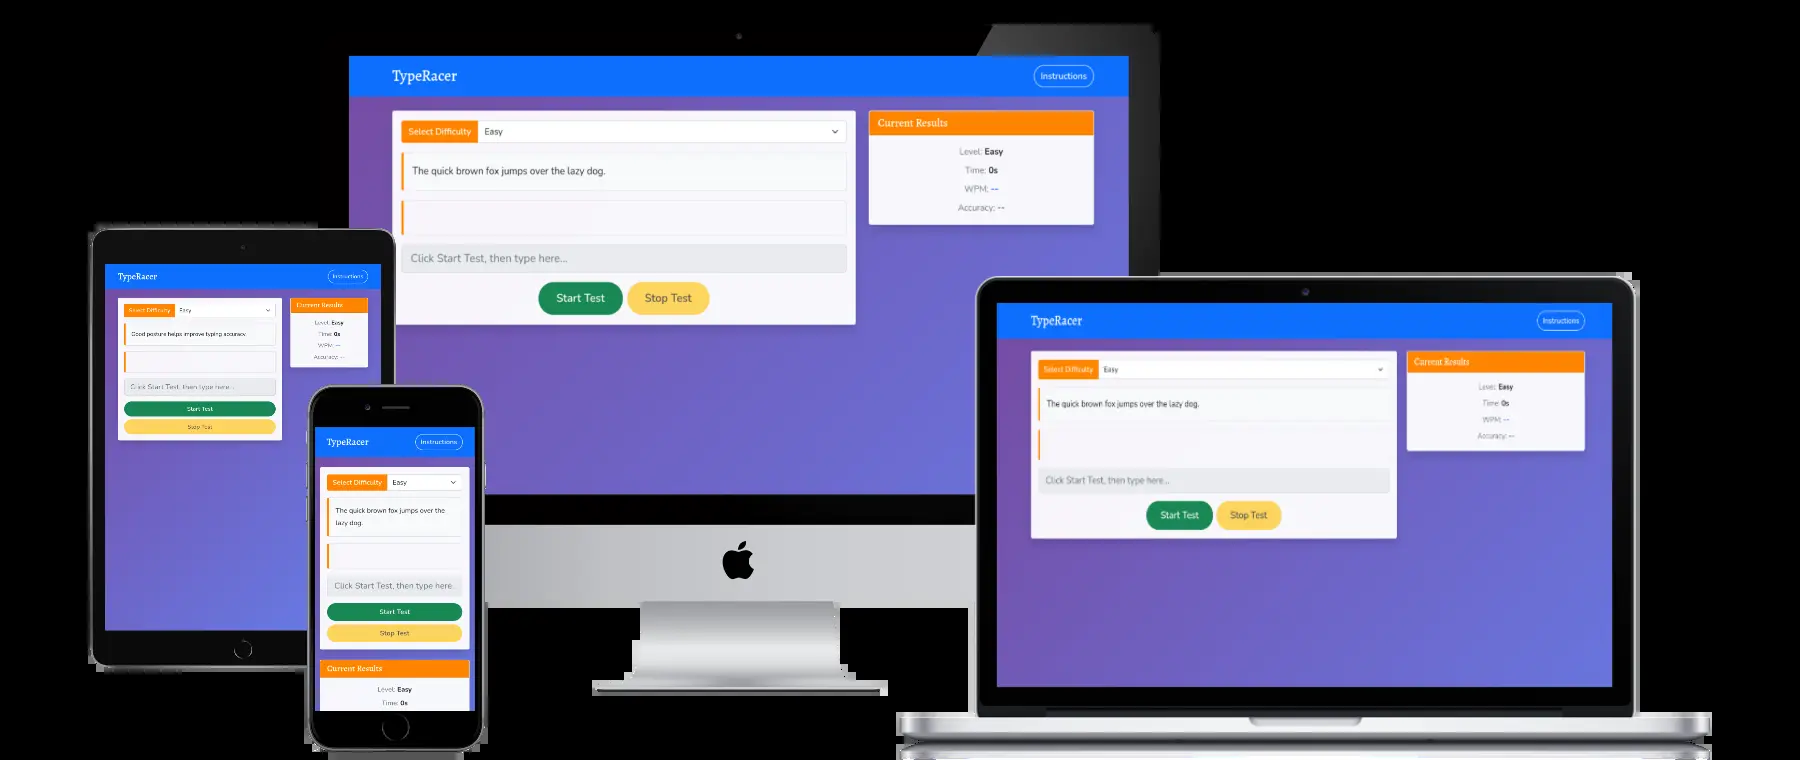 TypeRacer
Instructions
Select Difficulty Easy
The quick brown fox jumps over the lazy dog.
Click Start Test, then type here...
Start Test Stop Test
Current Results
Level: Easy
Time: 0s
WPM: --
Accuracy: --
TypeRacer
Instructions
Select Difficulty Easy
Good posture helps improve typing accuracy.
Click Start Test, then type here...
Start Test
Stop Test
Current Results
Level: Easy
Time: 0s
WPM: --
Accuracy: --
TypeRacer
Instructions
Select Difficulty Easy
The quick brown fox jumps over the
lazy dog.
Click Start Test, then type here
Start Test
Stop Test
Current Results
Level: Easy
Time: 0s
TypeRacer
Instructions
Select Difficulty Easy
The quick brown fox jumps over the lazy dog.
Click Start Test, then type here...
Start Test Stop Test
Current Results
Level: Easy
Time: 0s
WPM: --
Accuracy: --